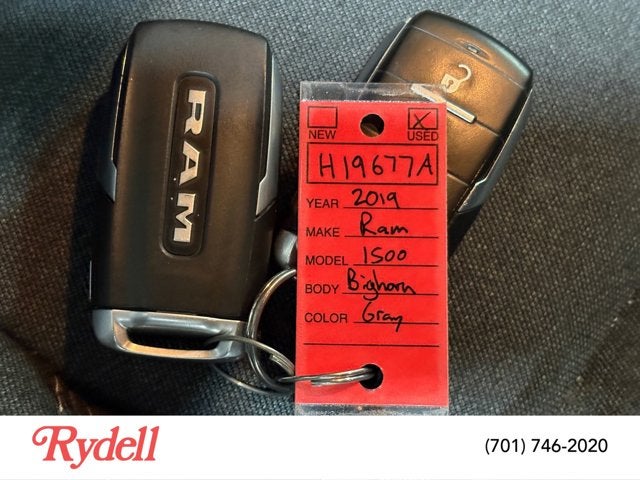 RAM
NEW
X
USED
H19677A
YEAR 2019
MAKE Ram
MODEL 1500
BODY Bighorn
COLOR Gray
Rydell
(701) 746-2020